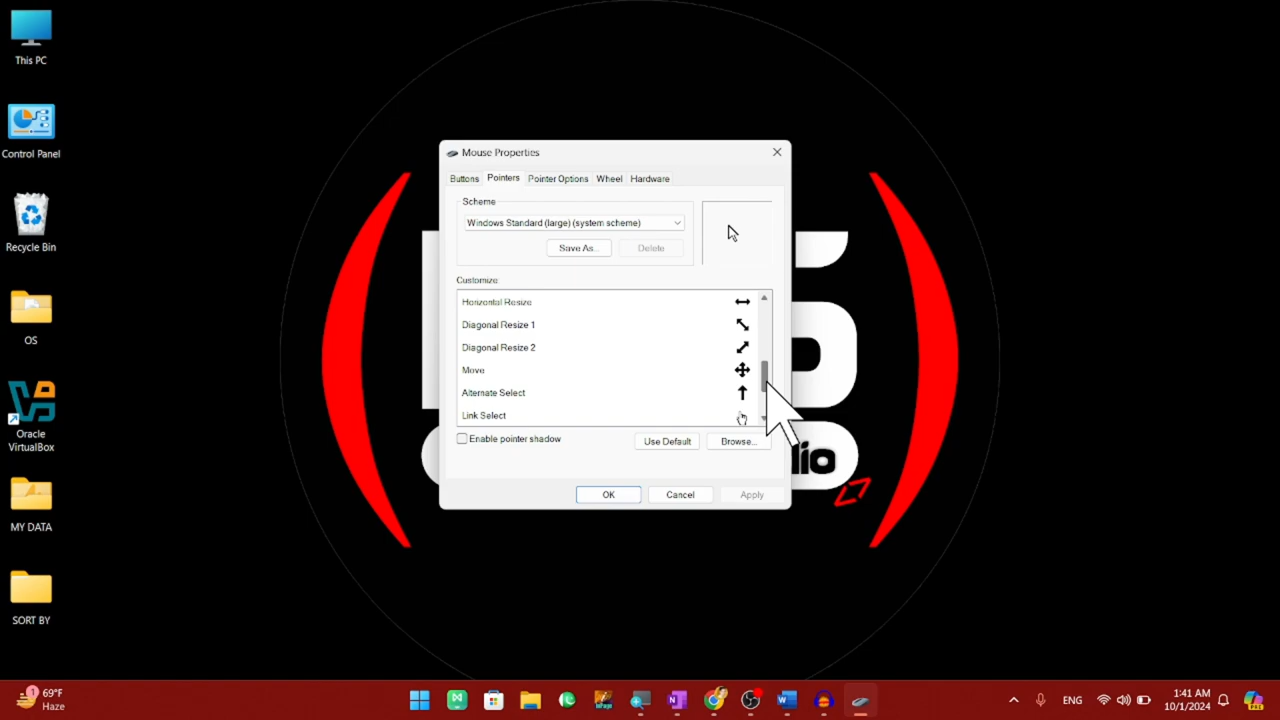 This PC
Control Panel
Recycle Bin
OS
Oracle
VirtualBox
MY DATA
SORT BY
Mouse Properties
Buttons
Pointers
Pointer Options
Wheel
Hardware
Scheme
Windows Standard (large) (system scheme)
Save As...
Delete
Customize:
Horizontal Resize
Diagonal Resize 1
Diagonal Resize 2
Move
Alternate Select
Link Select
Enable pointer shadow
Use Default
Browse...
OK
Cancel
Apply
1
69°F
Haze
ENG
1:41 AM
10/1/2024